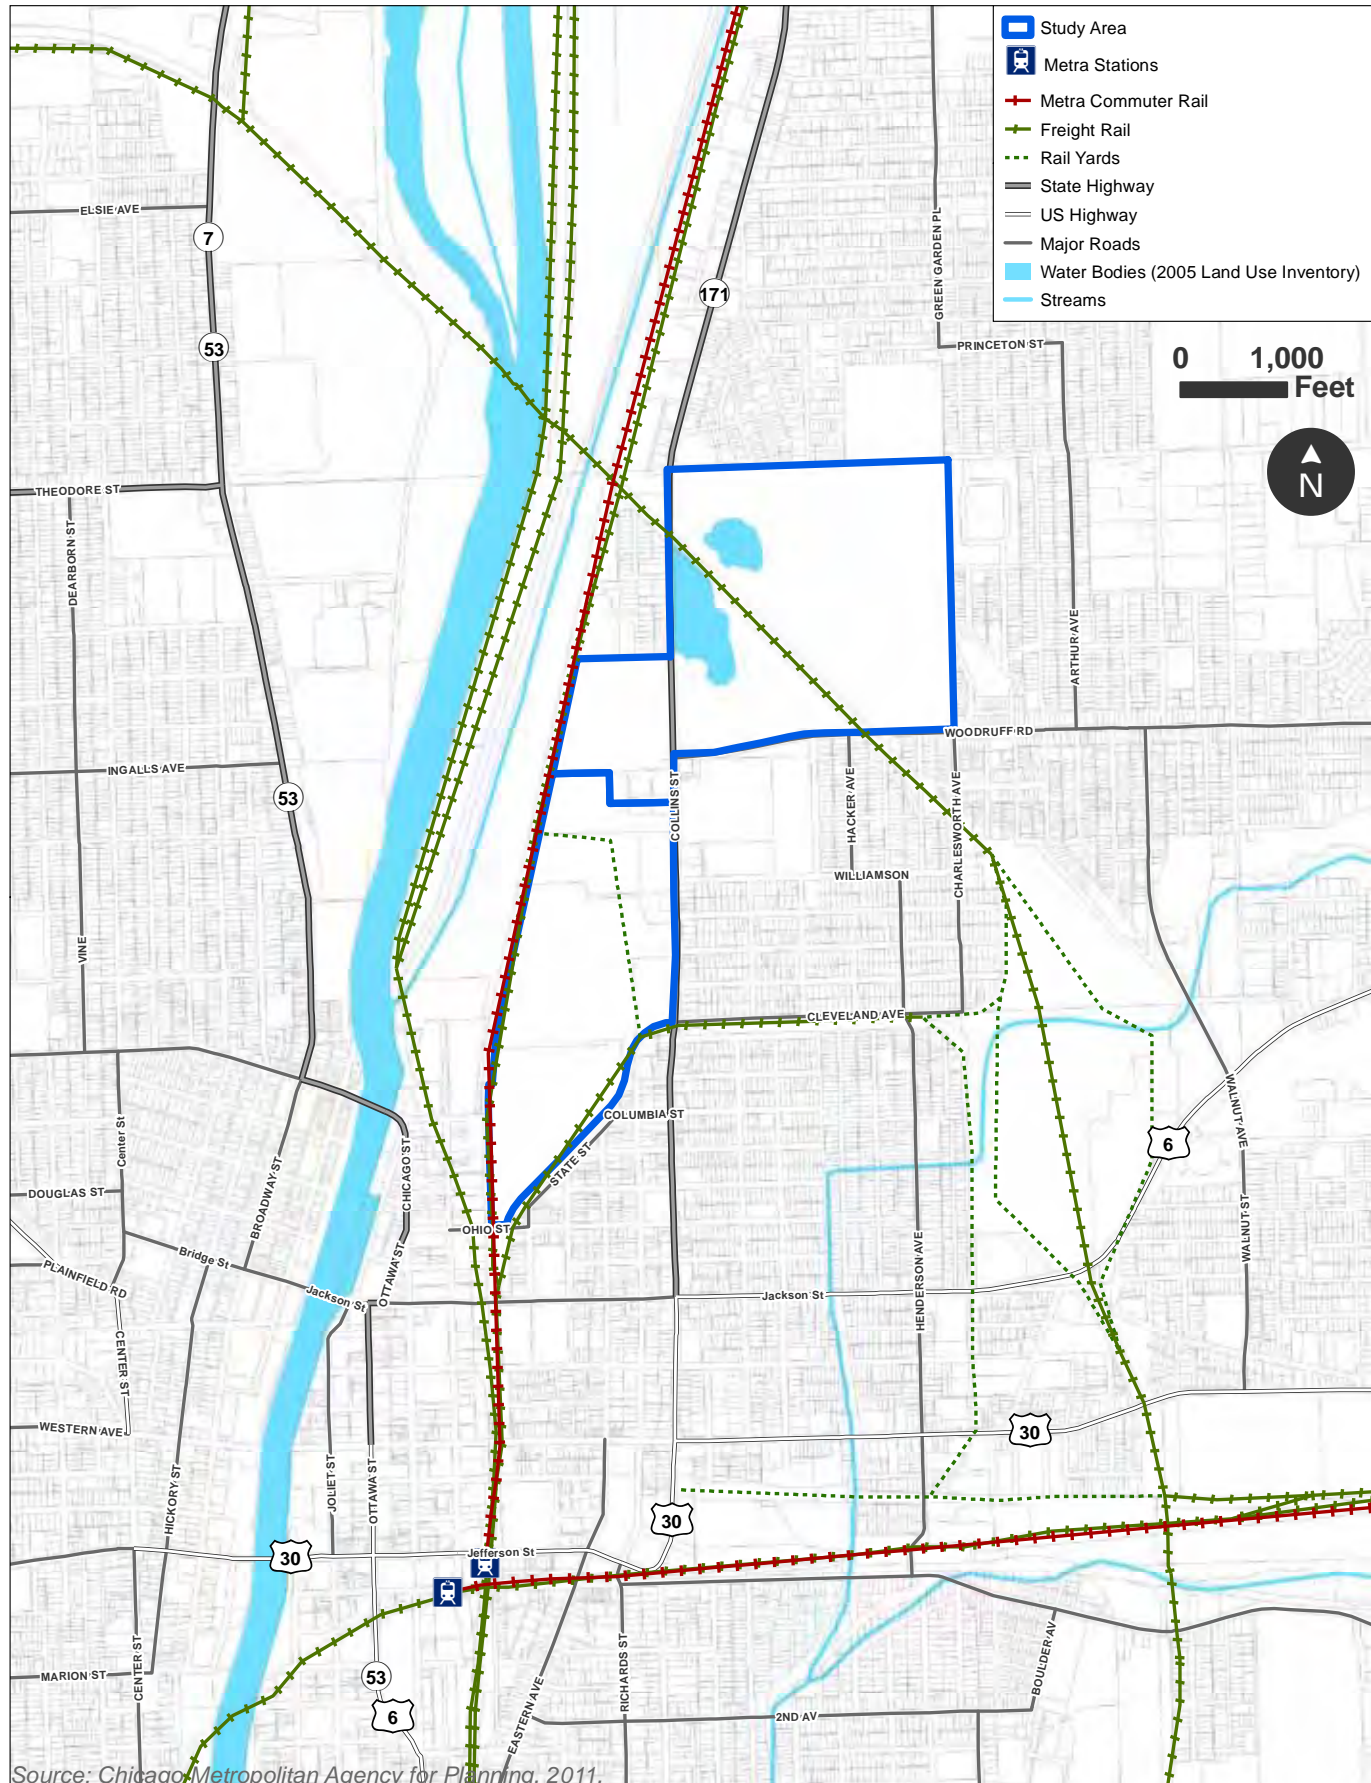 Study Area
Metra Stations
Metra Commuter Rail
Freight Rail
Rail Yards
State Highway
US Highway
Major Roads
Water Bodies (2005 Land Use Inventory)
Streams
0 1,000
Feet
N
ELSIE AVE
7
171
GREEN GARDEN PL
53
PRINCETON ST
THEODORE ST
DEARBORN ST
ARTHUR AVE
WOODRUFF RD
INGALLS AVE
53
COLLINS ST
HACKER AVE
CHARLESWORTH AVE
WILLIAMSON
VINE
CLEVELAND AVE
Center St
COLUMBIA ST
WALNUT AVE
6
STATE ST
CHICAGO ST
DOUGLAS ST
BROADWAY ST
OHIO ST
WALNUT ST
Bridge St
OTTAWA ST
HENDERSON AVE
PLAINFIELD RD
Jackson St
Jackson St
CENTER ST
WESTERN AVE
30
JOLIET ST
OTTAWA ST
HICKORY ST
30
30
Jefferson St
MARION ST
CENTER ST
53
6
RICHARDS ST
BOULDER AV
EASTERN AVE
2ND AV
Source: Chicago Metropolitan Agency for Planning, 2011.